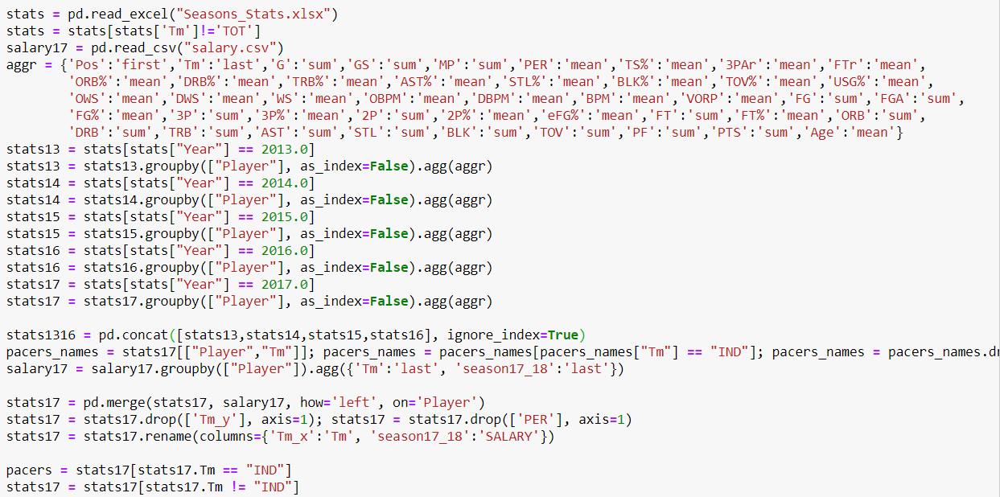 stats = pd.read_excel("Seasons_Stats.xlsx")
stats = stats[stats['Tm']!='TOT']
salary17 = pd.read_csv("salary.csv")
aggr = {'Pos':'first','Tm':'last','G':'sum','GS':'sum','MP':'sum','PER':'mean','TS%':'mean','3PAr':'mean','FTr':'mean',
'ORB%':'mean','DRB%':'mean','TRB%':'mean','AST%':'mean','STL%':'mean','BLK%':'mean','TOV%':'mean','USG%':'mean',
'OWS':'mean','DWS':'mean','WS':'mean','OBPM':'mean','DBPM':'mean','BPM':'mean','VORP':'mean','FG':'sum','FGA':'sum',
'FG%':'mean','3P':'sum','3P%':'mean','2P':'sum','2P%':'mean','eFG%':'mean','FT':'sum','FT%':'mean','ORB':'sum',
'DRB':'sum','TRB':'sum','AST':'sum','STL':'sum','BLK':'sum','TOV':'sum','PF':'sum','PTS':'sum','Age':'mean'}
stats13 = stats[stats["Year"] == 2013.0]
stats13 = stats13.groupby(["Player"], as_index=False).agg(aggr)
stats14 = stats[stats["Year"] == 2014.0]
stats14 = stats14.groupby(["Player"], as_index=False).agg(aggr)
stats15 = stats[stats["Year"] == 2015.0]
stats15 = stats15.groupby(["Player"], as_index=False).agg(aggr)
stats16 = stats[stats["Year"] == 2016.0]
stats16 = stats16.groupby(["Player"], as_index=False).agg(aggr)
stats17 = stats[stats["Year"] == 2017.0]
stats17 = stats17.groupby(["Player"], as_index=False).agg(aggr)
stats1316 = pd.concat([stats13,stats14,stats15,stats16], ignore_index=True)
pacers_names = stats17[["Player","Tm"]]; pacers_names = pacers_names[pacers_names["Tm"] == "IND"]; pacers_names = pacers_names.d
salary17 = salary17.groupby(["Player"]).agg({'Tm':'last', 'season17_18':'last'})
stats17 = pd.merge(stats17, salary17, how='left', on='Player')
stats17 = stats17.drop(['Tm_y'], axis=1); stats17 = stats17.drop(['PER'], axis=1)
stats17 = stats17.rename(columns={'Tm_x':'Tm', 'season17_18':'SALARY'})
pacers = stats17[stats17.Tm == "IND"]
stats17 = stats17[stats17.Tm != "IND"]